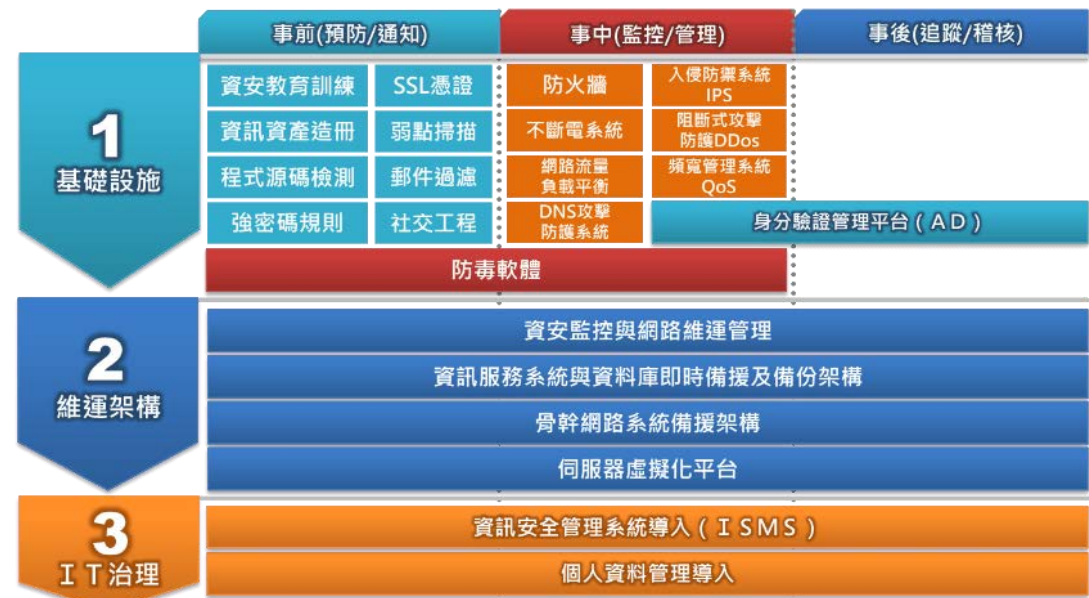 事前(預防/通知)
事中(監控/管理)
事後(追蹤/稽核)
1
基礎設施
資安教育訓練
SSL憑證
防火牆
入侵防禦系統
IPS
資訊資產造冊
弱點掃描
不斷電系統
阻斷式攻擊
防護DDos
程式源碼檢測
郵件過濾
網路流量
負載平衡
頻寬管理系統
QoS
強密碼規則
社交工程
DNS攻擊
防護系統
身分驗證管理平台(AD)
防毒軟體
2
維運架構
資安監控與網路維運管理
資訊服務系統與資料庫即時備援及備份架構
骨幹網路系統備援架構
伺服器虛擬化平台
3
IT治理
資訊安全管理系統導入(ISMS)
個人資料管理導入